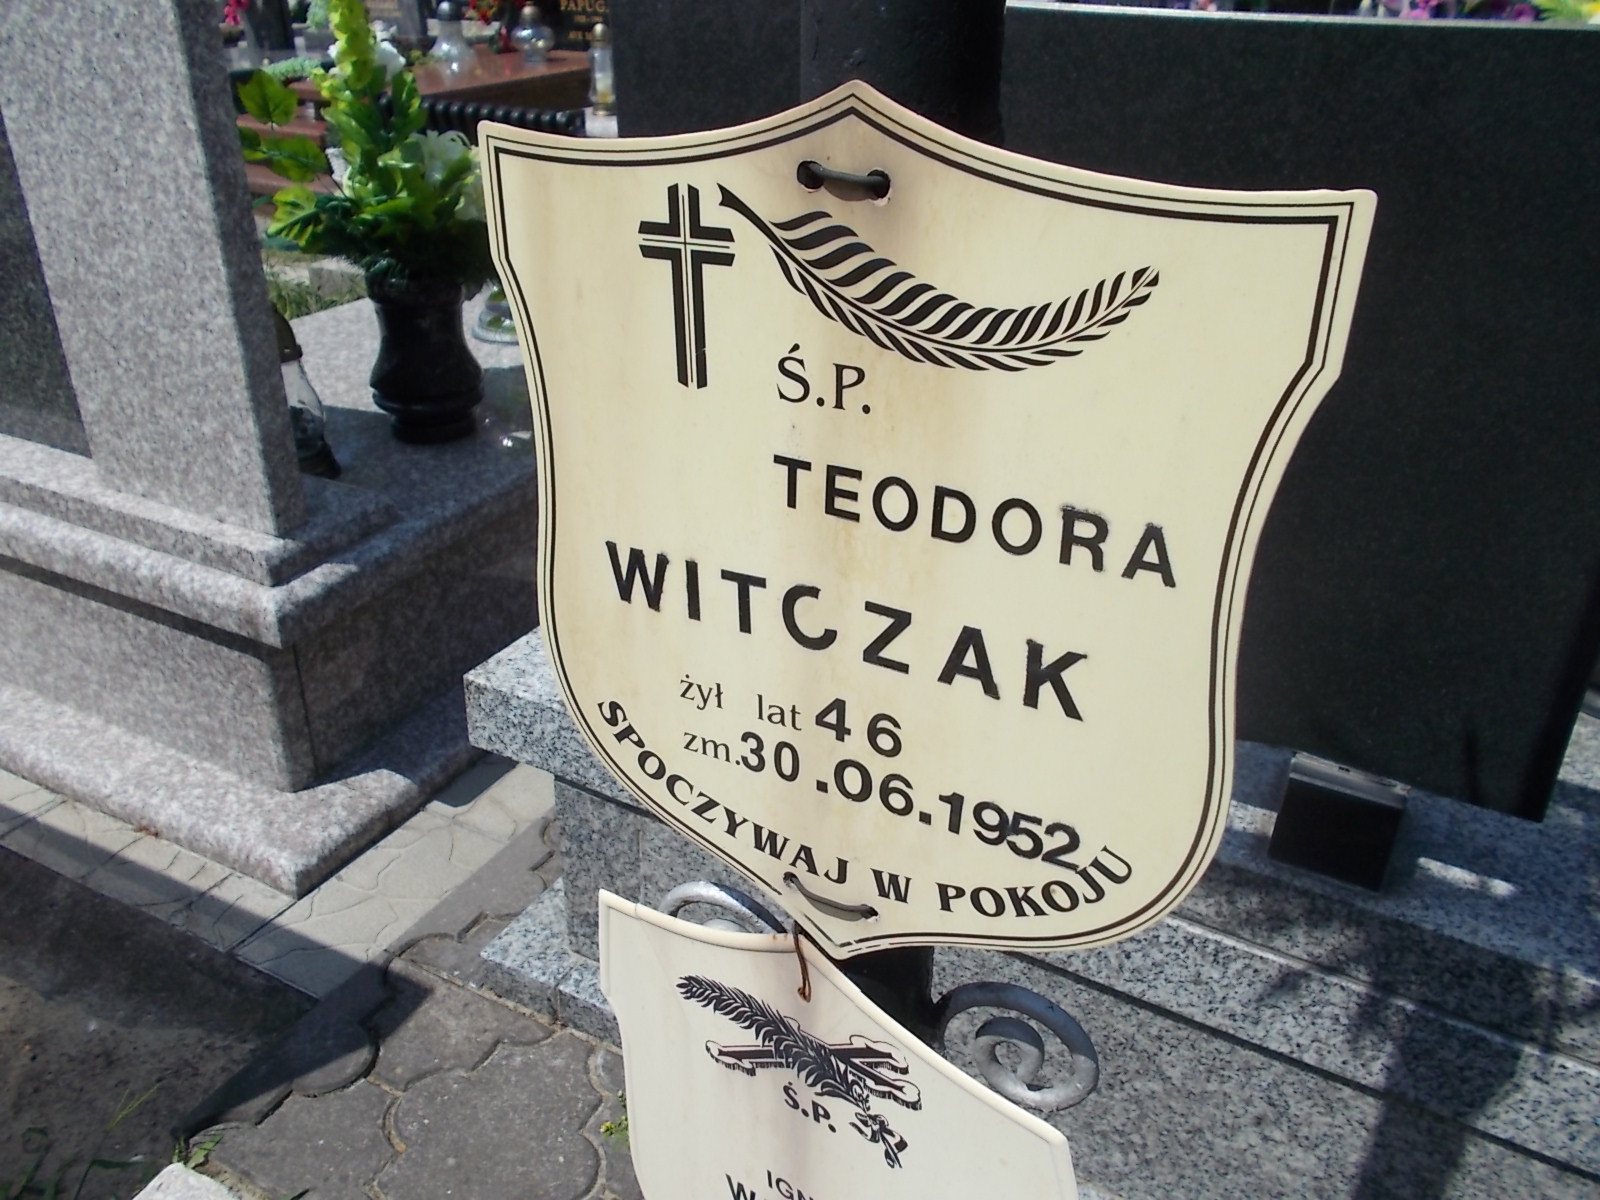 Ś.P.
TEODORA
WITCZAK
żył lat 46
zm. 30.06.1952
SPOCZYWAJ W POKOJU
Ś.P.